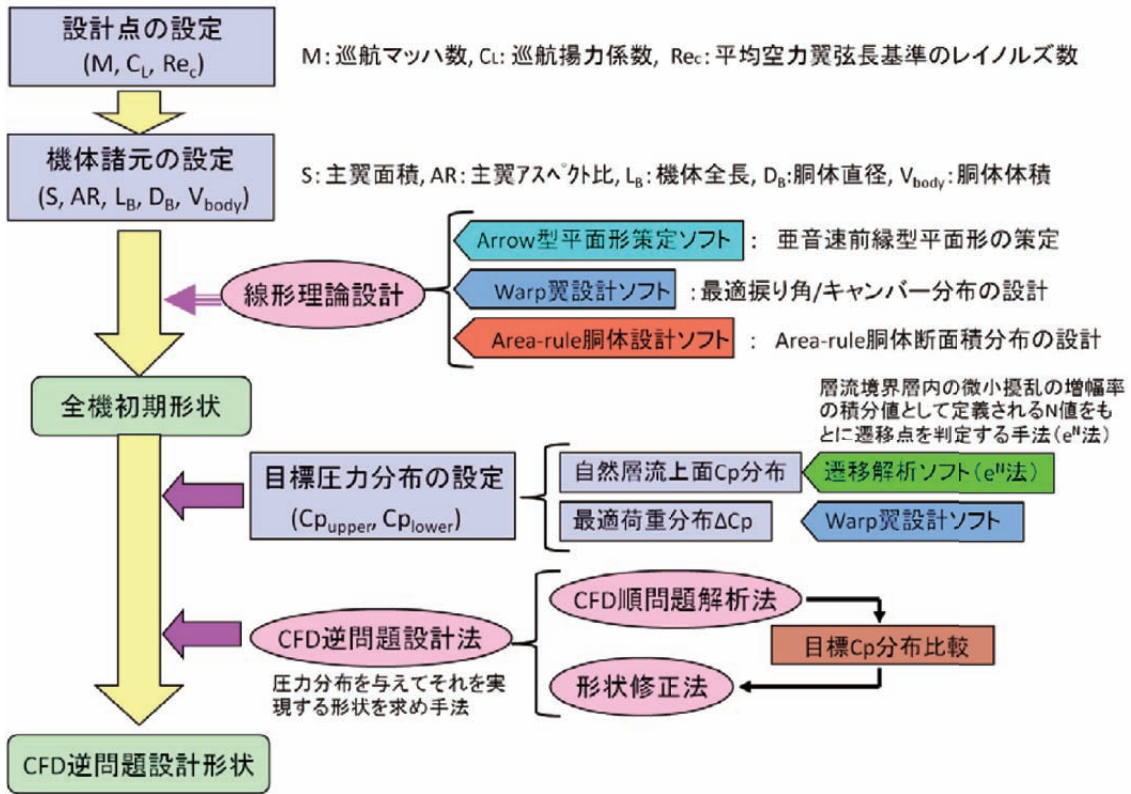 設計点の設定
(M, CL, Rec)
M: 巡航マッハ数, CL: 巡航揚力係数, Rec: 平均空力翼弦長基準のレイノルズ数
機体諸元の設定
(S, AR, LB, DB, Vbody)
S: 主翼面積, AR: 主翼アスペクト比, LB: 機体全長, DB:胴体直径, Vbody: 胴体体積
線形理論設計
Arrow型平面形策定ソフト : 亜音速前縁型平面形の策定
Warp翼設計ソフト : 最適捩り角/キャンバー分布の設計
Area-rule胴体設計ソフト : Area-rule胴体断面積分布の設計
全機初期形状
層流境界層内の微小擾乱の増幅率
の積分値として定義されるN値をも
とに遷移点を判定する手法(eN法)
目標圧力分布の設定
(Cpupper, Cplower)
自然層流上面Cp分布
遷移解析ソフト(eN法)
最適荷重分布ΔCp
Warp翼設計ソフト
CFD逆問題設計法
圧力分布を与えてそれを実
現する形状を求め手法
CFD順問題解析法
目標Cp分布比較
形状修正法
CFD逆問題設計形状